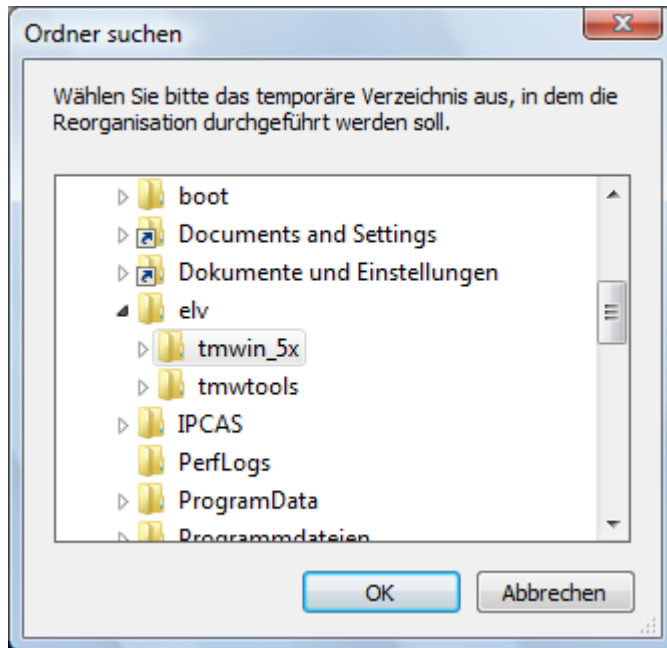 Ordner suchen
Wählen Sie bitte das temporäre Verzeichnis aus, in dem die
Reorganisation durchgeführt werden soll.
boot
Documents and Settings
Dokumente und Einstellungen
elv
tmwin_5x
tmwtools
IPCAS
PerfLogs
ProgramData
Programmdateien
OK Abbrechen